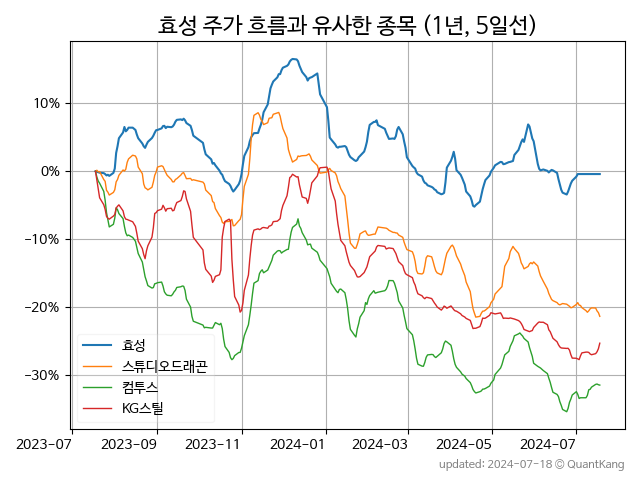 효성 주가 흐름과 유사한 종목 (1년, 5일선)
10%
0%
−10%
−20%
−30%
효성
스튜디오드래곤
컴투스
KG스틸
2023-07 2023-09 2023-11 2024-01 2024-03 2024-05 2024-07
updated: 2024-07-18 ⓒ QuantKang